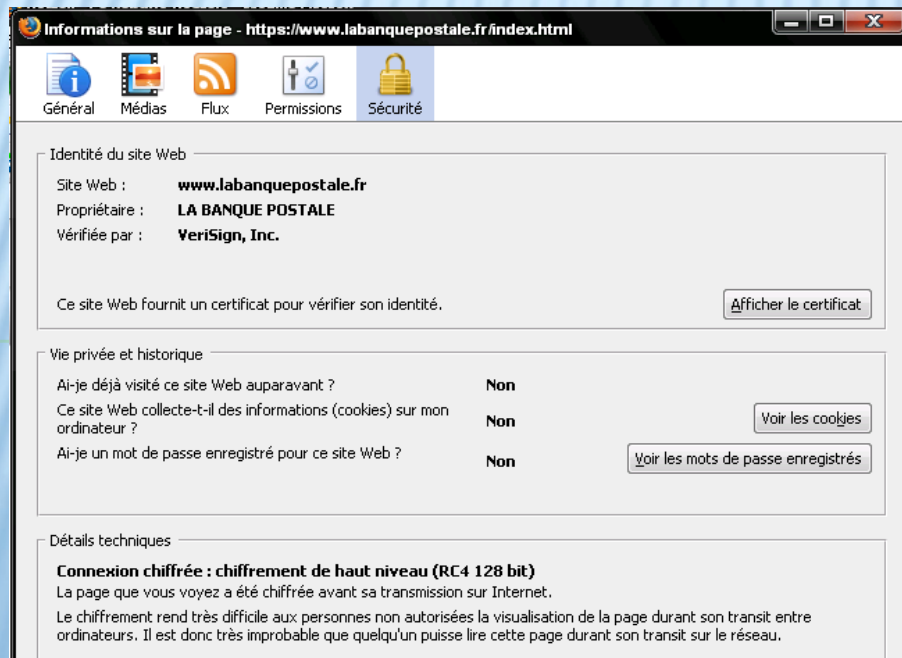 Informations sur la page - https://www.labanquepostale.fr/index.html
Général Médias Flux Permissions Sécurité
Identité du site Web
Site Web : www.labanquepostale.fr
Propriétaire : LA BANQUE POSTALE
Vérifiée par : VeriSign, Inc.
Ce site Web fournit un certificat pour vérifier son identité. Afficher le certificat
Vie privée et historique
Ai-je déjà visité ce site Web auparavant ? Non
Ce site Web collecte-t-il des informations (cookies) sur mon
ordinateur ? Non Voir les cookies
Ai-je un mot de passe enregistré pour ce site Web ? Non Voir les mots de passe enregistrés
Détails techniques
Connexion chiffrée : chiffrement de haut niveau (RC4 128 bit)
La page que vous voyez a été chiffrée avant sa transmission sur Internet.
Le chiffrement rend très difficile aux personnes non autorisées la visualisation de la page durant son transit entre
ordinateurs. Il est donc très improbable que quelqu'un puisse lire cette page durant son transit sur le réseau.